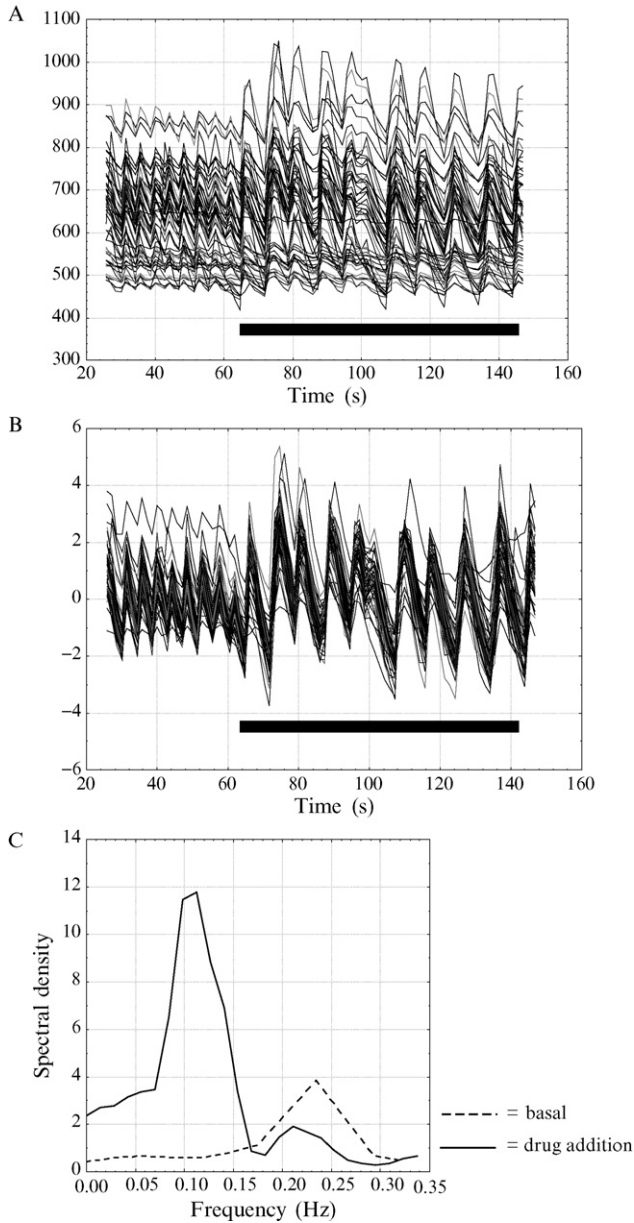 A
1100
1000
900
800
700
600
500
400
300
20 40 60 80 100 120 140 160
Time (s)
B
6
4
2
0
−2
−4
−6
20 40 60 80 100 120 140 160
Time (s)
C
14
12
10
8
6
4
2
0
Spectral density
0.00 0.05 0.10 0.15 0.20 0.25 0.30 0.35
Frequency (Hz)
= basal
= drug addition